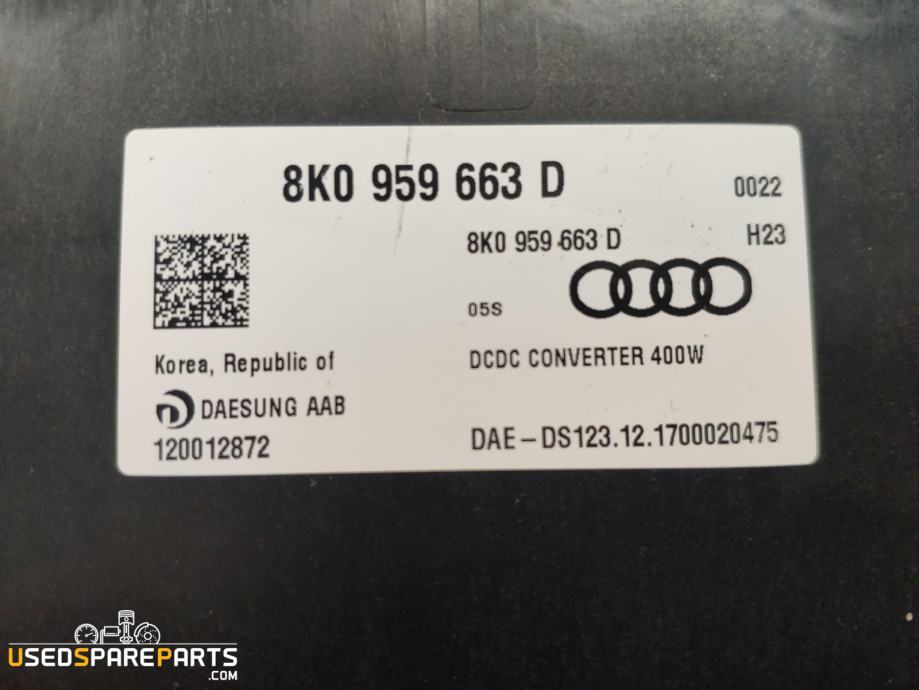 8K0 959 663 D
0022
8K0 959 663 D
H23
05S
Korea, Republic of
DCDC CONVERTER 400W
DAESUNG AAB
120012872
DAE-DS123.12.1700020475
USEDSPAREPARTS
.COM